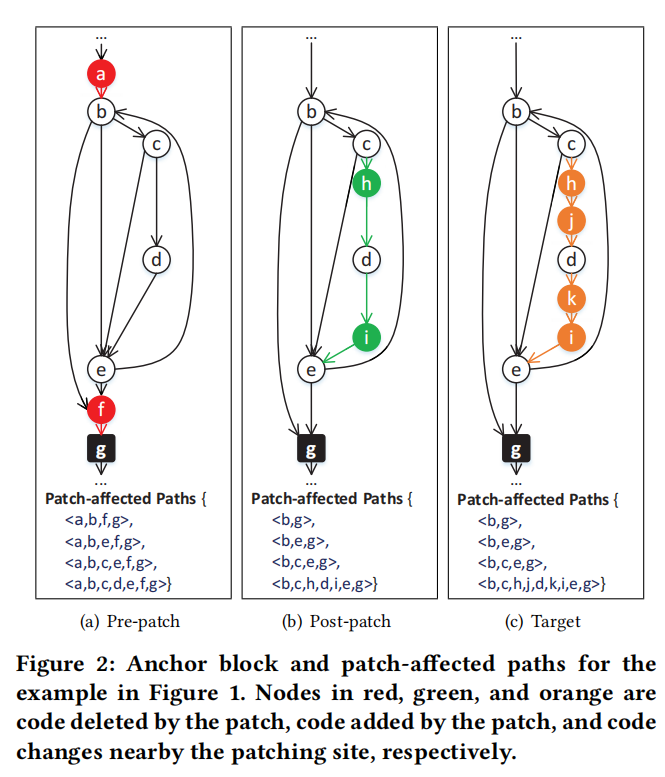 ...
a
b
c
d
e
f
g
...
Patch-affected Paths {
<a,b,f,g>,
<a,b,e,f,g>,
<a,b,c,e,f,g>,
<a,b,c,d,e,f,g>}
(a) Pre-patch
...
b
c
h
d
i
e
g
...
Patch-affected Paths {
<b,g>,
<b,e,g>,
<b,c,e,g>,
<b,c,h,d,i,e,g>}
(b) Post-patch
...
b
c
h
j
d
k
i
e
g
...
Patch-affected Paths {
<b,g>,
<b,e,g>,
<b,c,e,g>,
<b,c,h,j,d,k,i,e,g>}
(c) Target
Figure 2: Anchor block and patch-affected paths for the
example in Figure 1. Nodes in red, green, and orange are
code deleted by the patch, code added by the patch, and code
changes nearby the patching site, respectively.